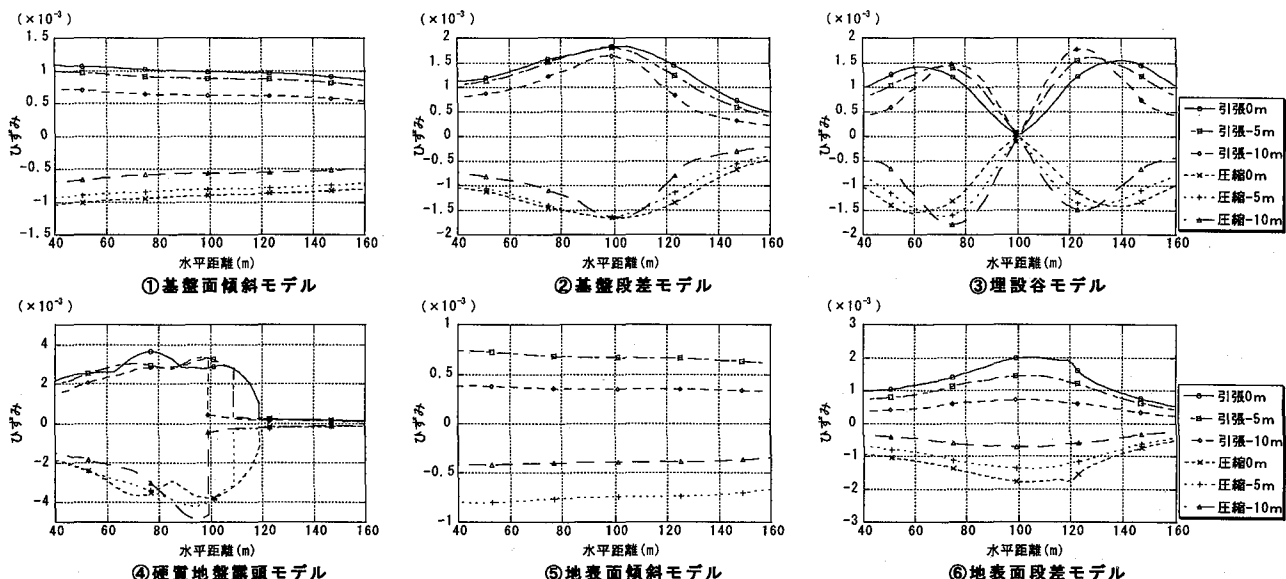 (×10⁻³)
1.5
1
0.5
0
-0.5
-1
-1.5
ひずみ
40 60 80 100 120 140 160
水平距離(m)
①基盤面傾斜モデル
(×10⁻³)
2
1.5
1
0.5
0
-0.5
-1
-1.5
-2
ひずみ
40 60 80 100 120 140 160
水平距離(m)
②基盤段差モデル
(×10⁻³)
2
1.5
1
0.5
0
-0.5
-1
-1.5
-2
ひずみ
40 60 80 100 120 140 160
水平距離(m)
③埋設谷モデル
引張0m
引張-5m
引張-10m
圧縮0m
圧縮-5m
圧縮-10m
(×10⁻³)
4
2
0
-2
-4
ひずみ
40 60 80 100 120 140 160
水平距離(m)
④硬質地盤露頭モデル
(×10⁻³)
1
0.5
0
-0.5
-1
ひずみ
40 60 80 100 120 140 160
水平距離(m)
⑤地表面傾斜モデル
(×10⁻³)
3
2
1
0
-1
-2
-3
ひずみ
40 60 80 100 120 140 160
水平距離(m)
⑥地表面段差モデル
引張0m
引張-5m
引張-10m
圧縮0m
圧縮-5m
圧縮-10m